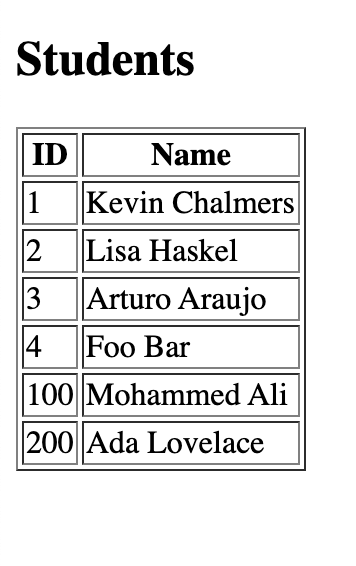 Students
ID Name
1 Kevin Chalmers
2 Lisa Haskel
3 Arturo Araujo
4 Foo Bar
100 Mohammed Ali
200 Ada Lovelace